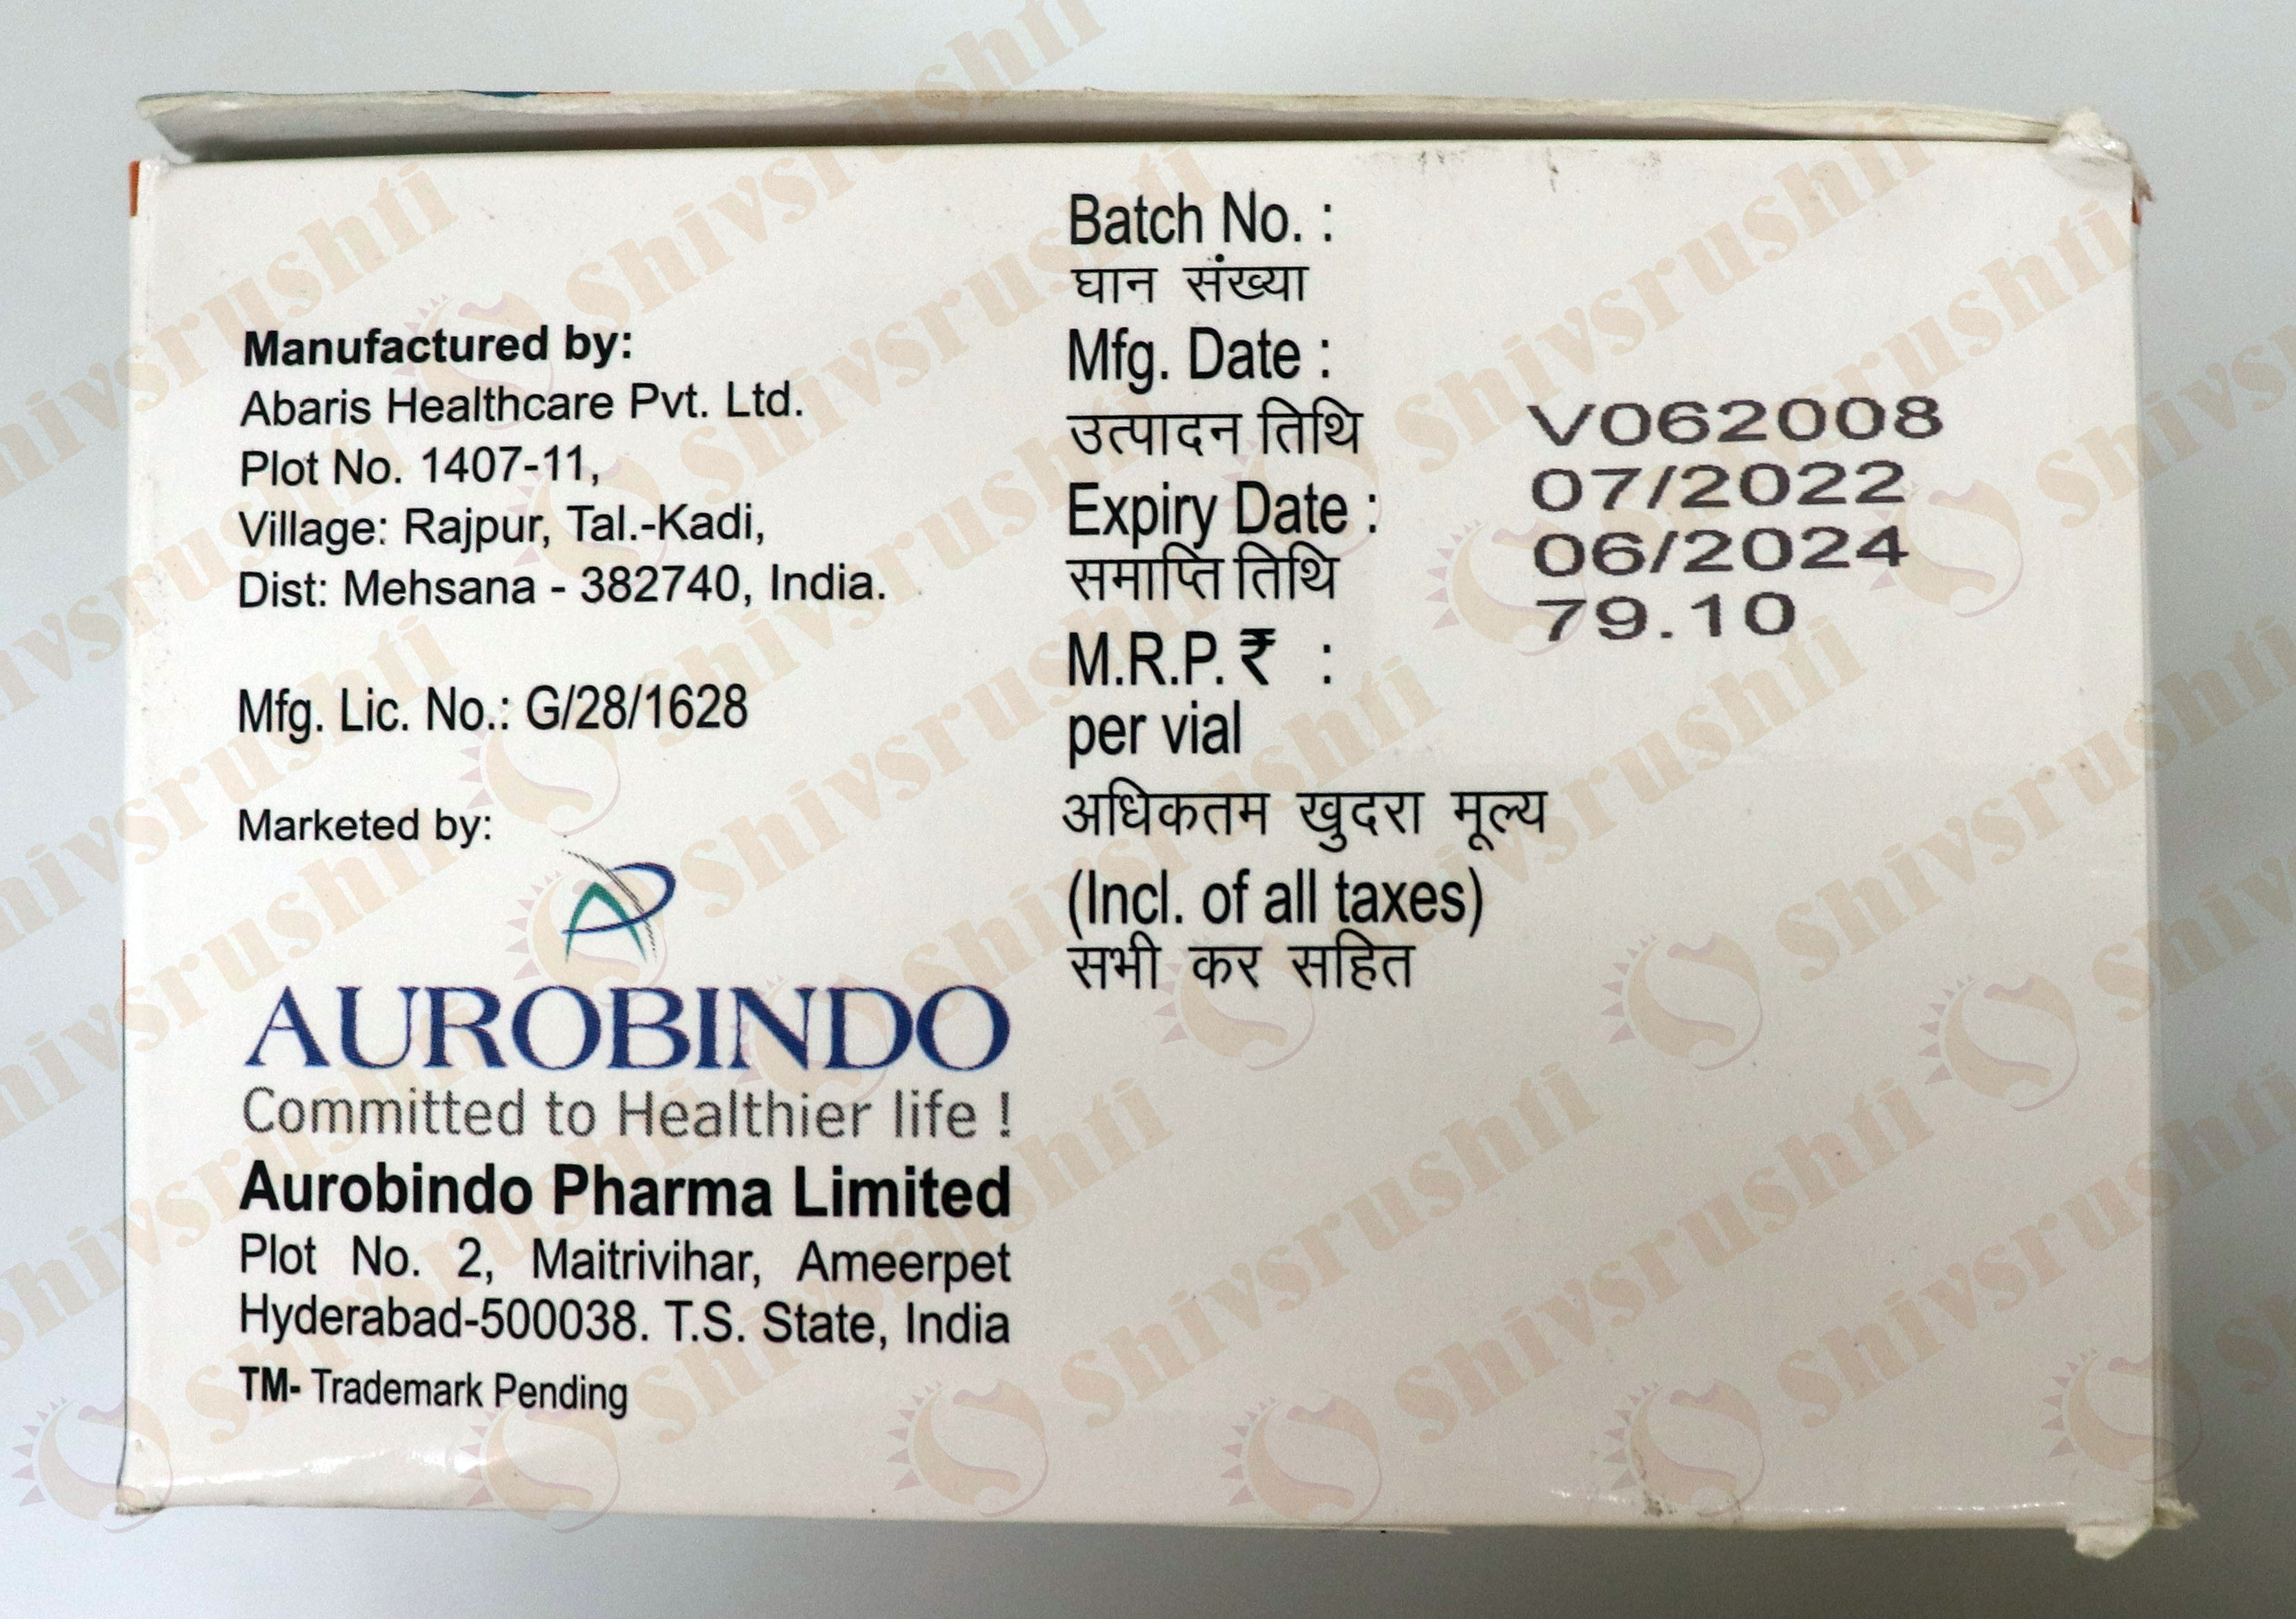 Manufactured by:
Abaris Healthcare Pvt. Ltd.
Plot No. 1407-11,
Village: Rajpur, Tal.-Kadi,
Dist: Mehsana - 382740, India.
Mfg. Lic. No.: G/28/1628
Marketed by:
AUROBINDO
Committed to Healthier life !
Aurobindo Pharma Limited
Plot No. 2, Maitrivihar, Ameerpet
Hyderabad-500038. T.S. State, India
TM- Trademark Pending
Batch No. :
घान संख्या
Mfg. Date :
उत्पादन तिथि
Expiry Date :
समाप्ति तिथि
M.R.P. ₹ :
per vial
अधिकतम खुदरा मूल्य
(Incl. of all taxes)
सभी कर सहित
V062008
07/2022
06/2024
79.10
Shivsrushti